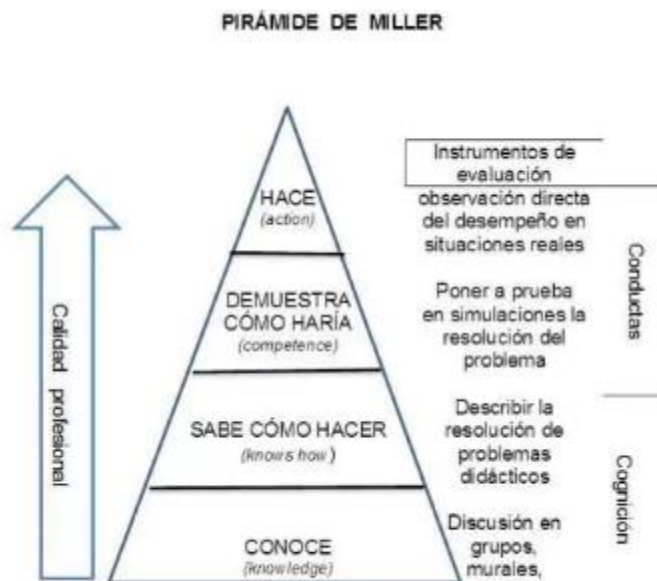 PIRÁMIDE DE MILLER
Instrumentos de
evaluación
HACE
(action)
observación directa
del desempeño en
situaciones reales
DEMUESTRA
CÓMO HARÍA
(competence)
Poner a prueba
en simulaciones la
resolución del
problema
Conductas
SABE CÓMO HACER
(knows how)
Describir la
resolución de
problemas
didácticos
CONOCE
(knowledge)
Discusión en
grupos,
murales,
Cognición
Calidad profesional